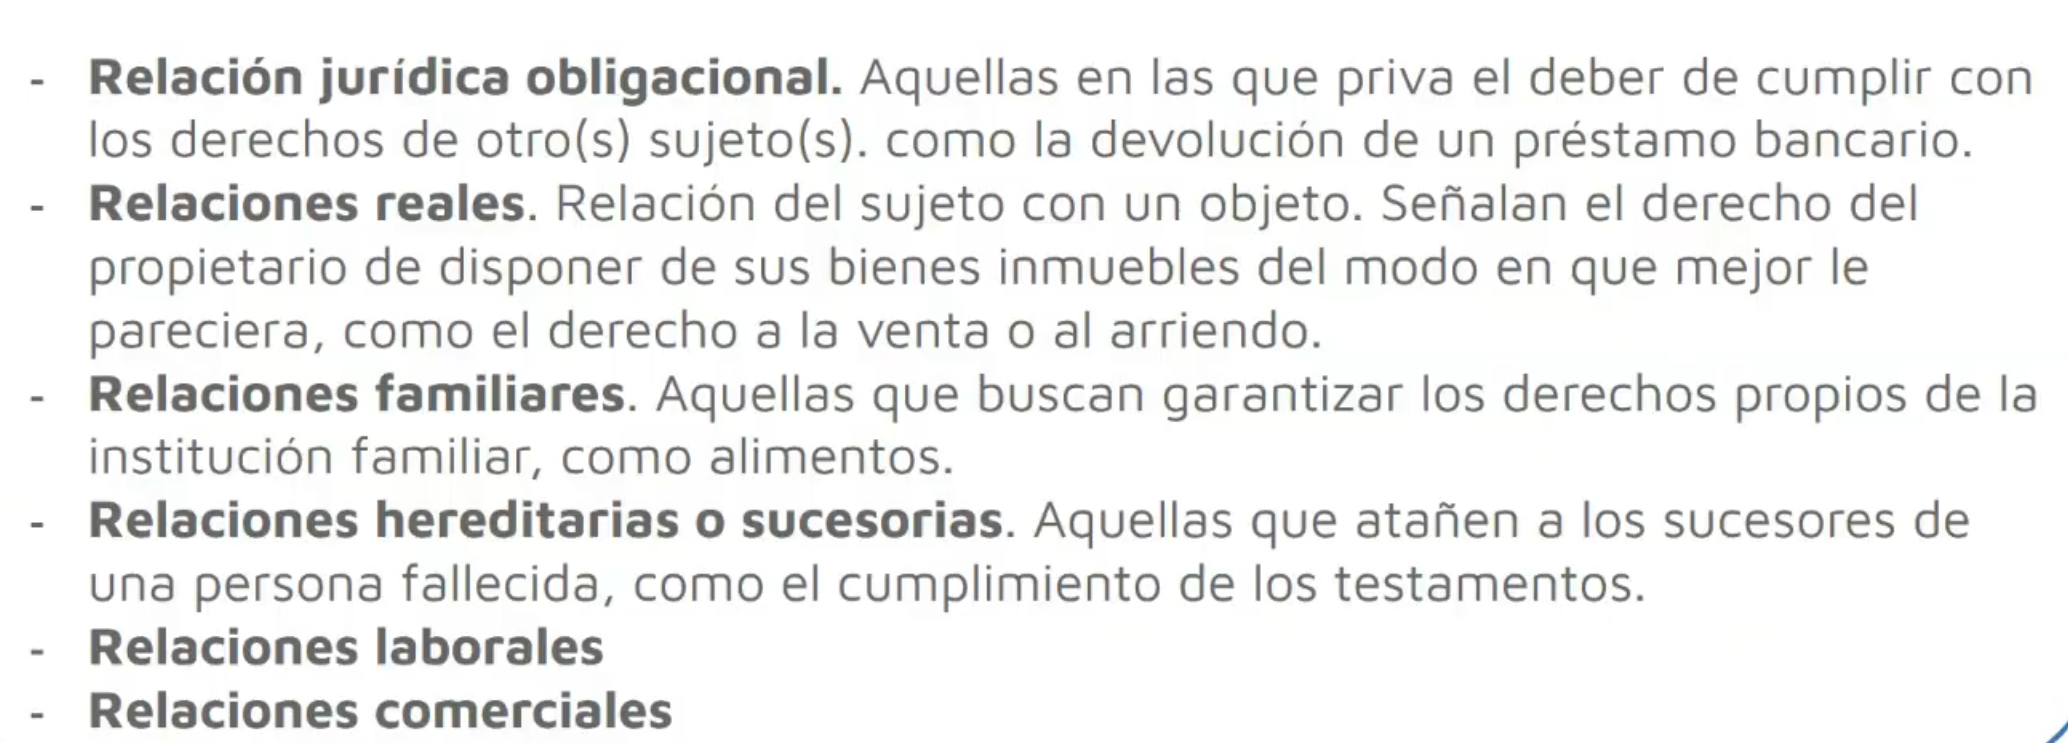 - Relación jurídica obligacional. Aquellas en las que priva el deber de cumplir con
los derechos de otro(s) sujeto(s). como la devolución de un préstamo bancario.
- Relaciones reales. Relación del sujeto con un objeto. Señalan el derecho del
propietario de disponer de sus bienes inmuebles del modo en que mejor le
pareciera, como el derecho a la venta o al arriendo.
- Relaciones familiares. Aquellas que buscan garantizar los derechos propios de la
institución familiar, como alimentos.
- Relaciones hereditarias o sucesorias. Aquellas que atañen a los sucesores de
una persona fallecida, como el cumplimiento de los testamentos.
- Relaciones laborales
- Relaciones comerciales